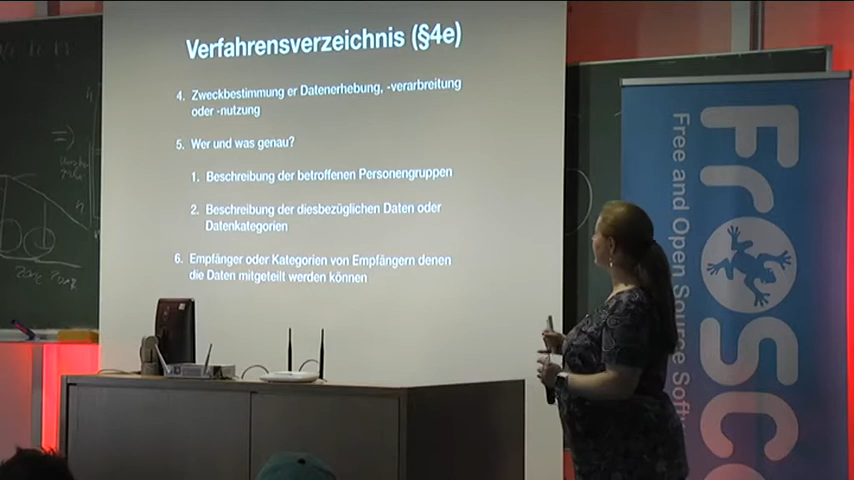 Verfahrensverzeichnis (§4e)
4. Zweckbestimmung er Datenerhebung, -verarbreitung
oder -nutzung
5. Wer und was genau?
1. Beschreibung der betroffenen Personengruppen
2. Beschreibung der diesbezüglichen Daten oder
Datenkategorien
6. Empfänger oder Kategorien von Empfängern denen
die Daten mitgeteilt werden können
Free and Open Source Soft
FrOSC